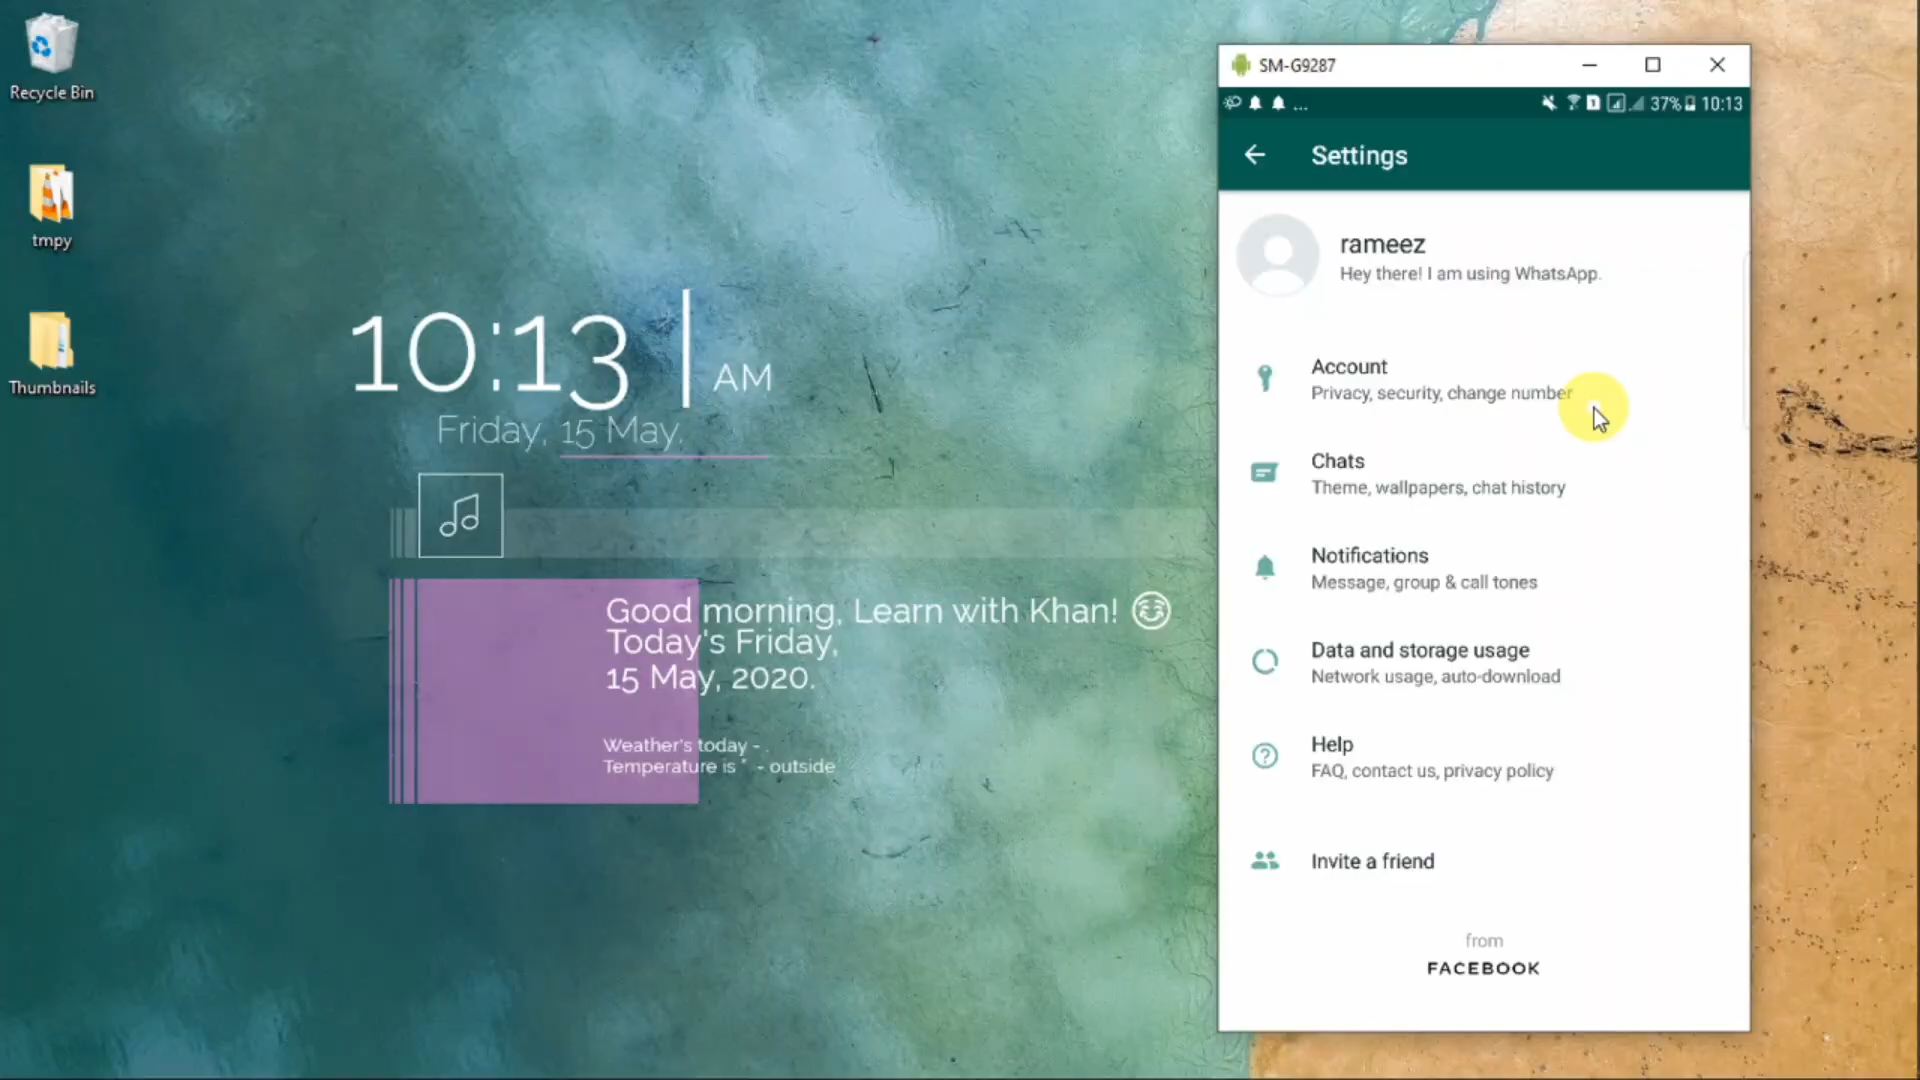 Recycle Bin
tmpy
Thumbnails
10:13
AM
Friday, 15 May.
Good morning, Learn with Khan!
Today's Friday,
15 May, 2020.
Weather's today - .
Temperature is ° - outside
SM-G9287
... 37% 10:13
Settings
rameez
Hey there! I am using WhatsApp.
Account
Privacy, security, change number
Chats
Theme, wallpapers, chat history
Notifications
Message, group & call tones
Data and storage usage
Network usage, auto-download
Help
FAQ, contact us, privacy policy
Invite a friend
from
FACEBOOK